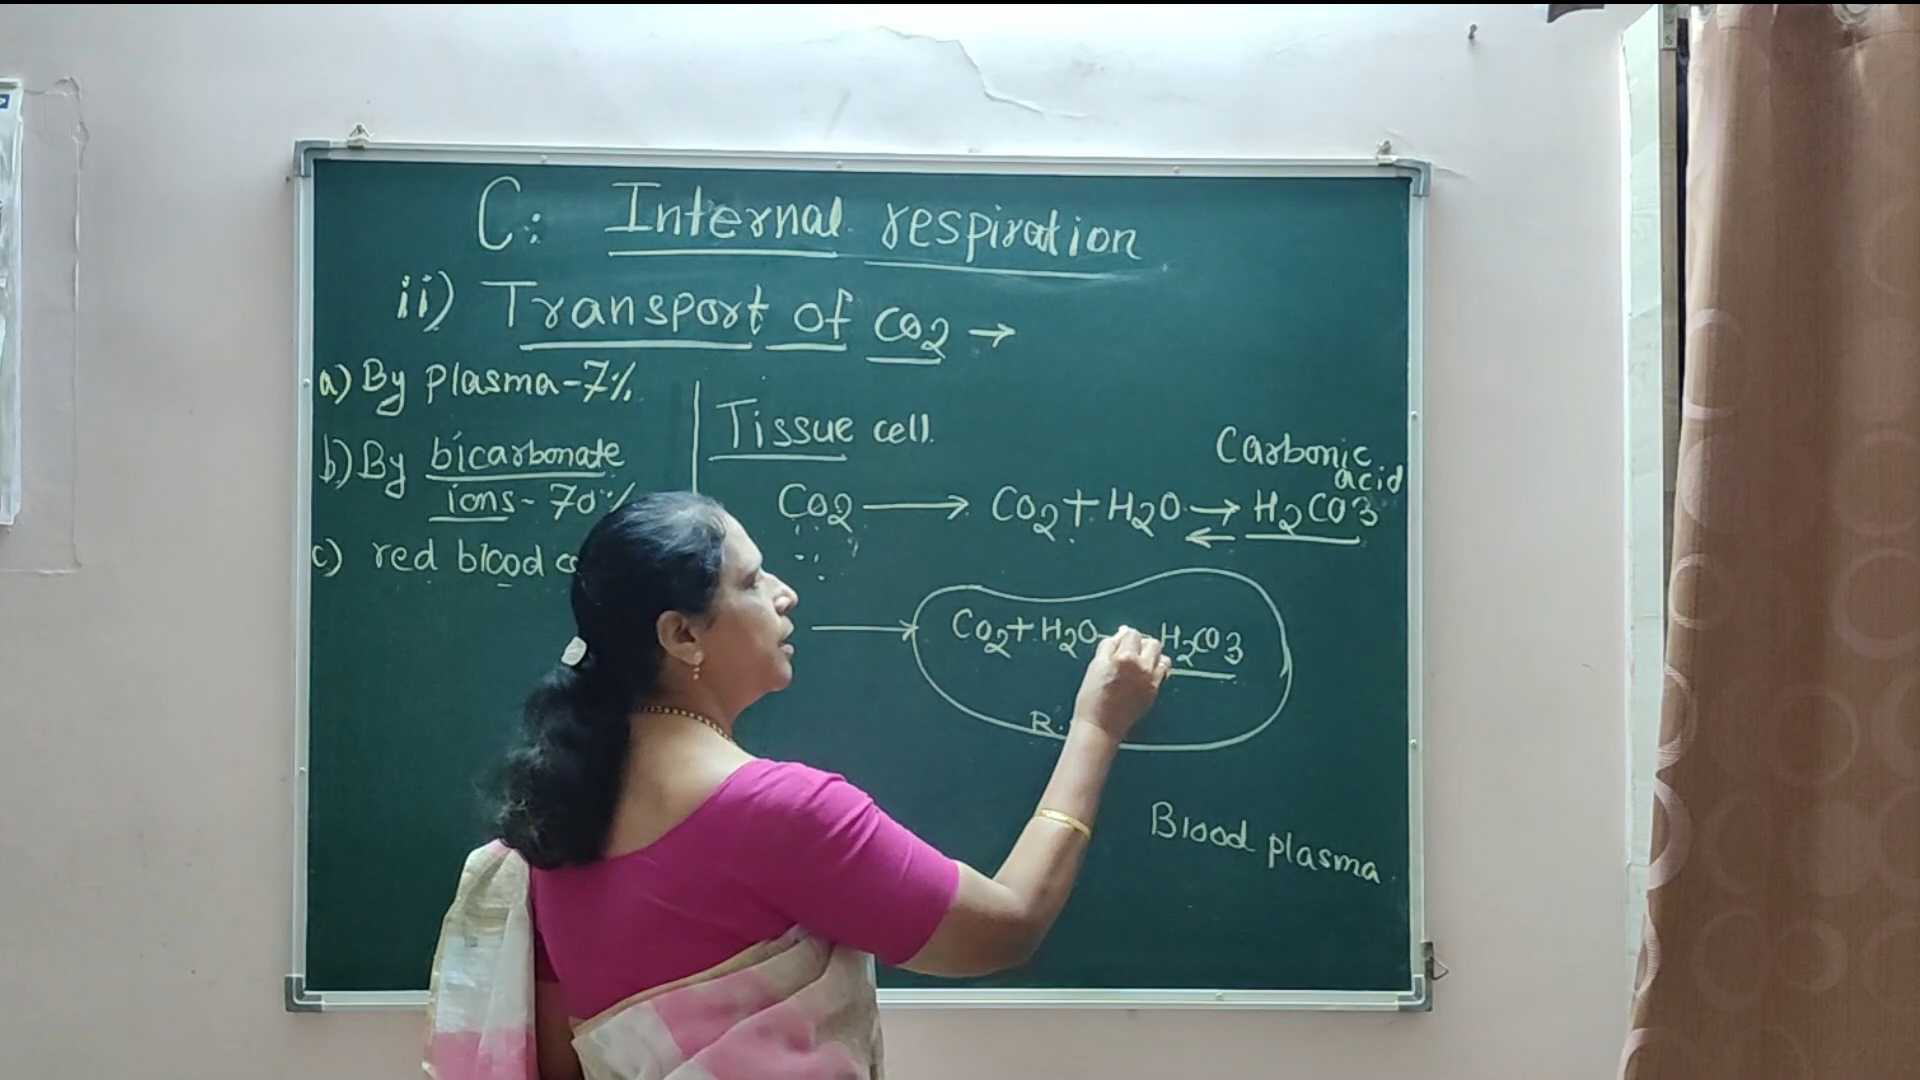 C: Internal respiration
ii) Transport of CO2 →
a) By plasma-7%
b) By bicarbonate
ions-70%
c) red blood
Tissue cell.
Carbonic
acid
CO2 → CO2+H2O ⇄ H2CO3
→ CO2+H2O H2CO3
R.
Blood plasma